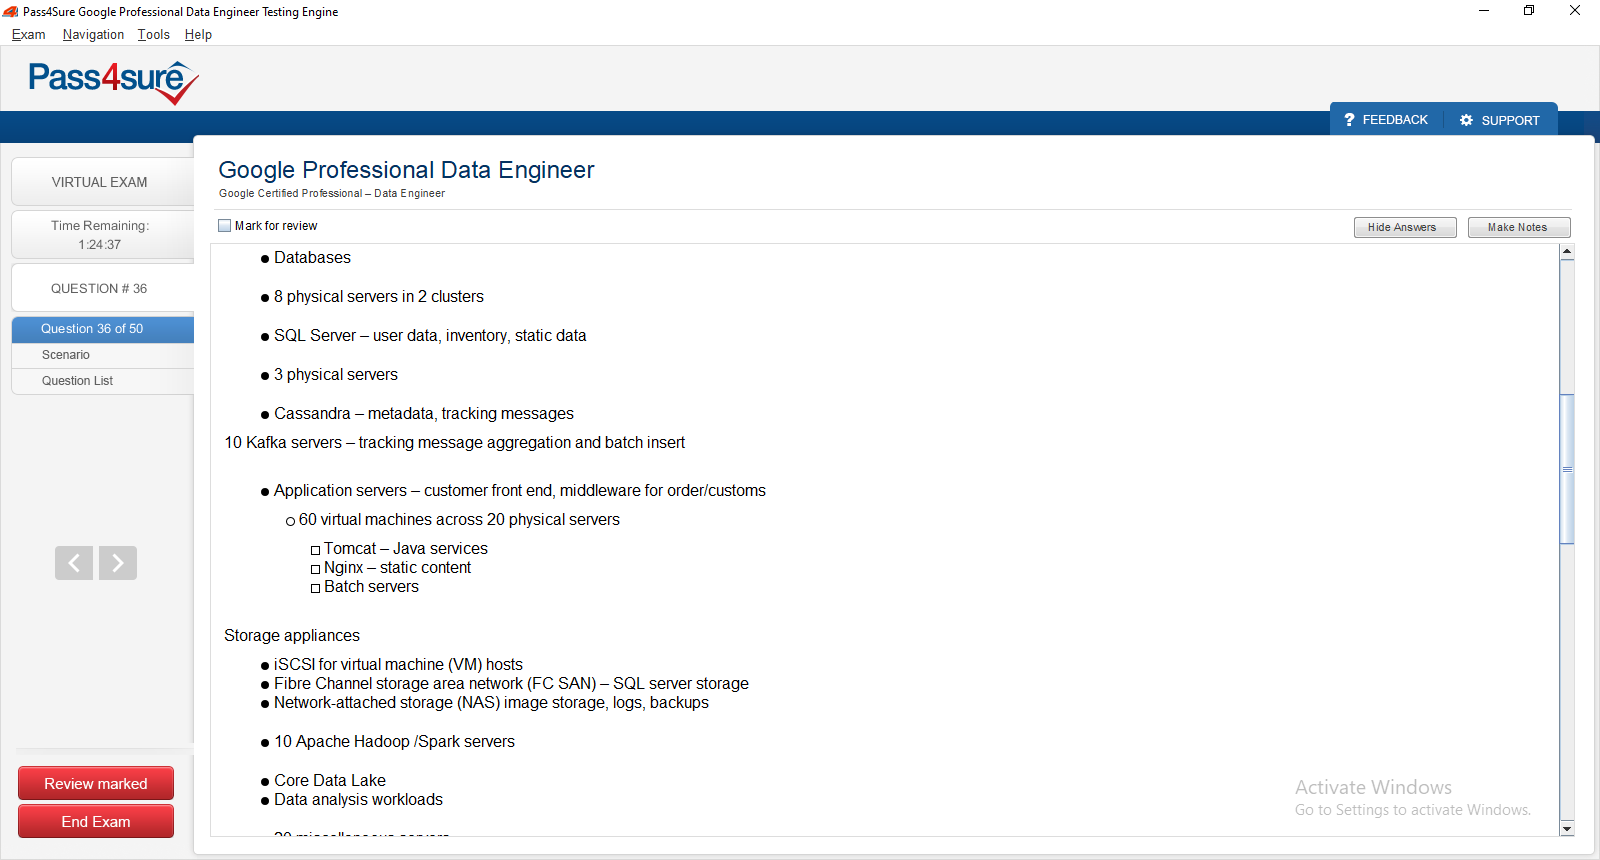 Pass4Sure Google Professional Data Engineer Testing Engine
Exam Navigation Tools Help
Pass4sure
? FEEDBACK SUPPORT
VIRTUAL EXAM
Time Remaining:
1:24:37
QUESTION # 36
Question 36 of 50
Scenario
Question List
Review marked
End Exam
Google Professional Data Engineer
Google Certified Professional – Data Engineer
Mark for review
Hide Answers Make Notes
● Databases
● 8 physical servers in 2 clusters
● SQL Server – user data, inventory, static data
● 3 physical servers
● Cassandra – metadata, tracking messages
10 Kafka servers – tracking message aggregation and batch insert
● Application servers – customer front end, middleware for order/customs
○ 60 virtual machines across 20 physical servers
□ Tomcat – Java services
□ Nginx – static content
□ Batch servers
Storage appliances
● iSCSI for virtual machine (VM) hosts
● Fibre Channel storage area network (FC SAN) – SQL server storage
● Network-attached storage (NAS) image storage, logs, backups
● 10 Apache Hadoop /Spark servers
● Core Data Lake
● Data analysis workloads
20 miscellaneous servers
Activate Windows
Go to Settings to activate Windows.